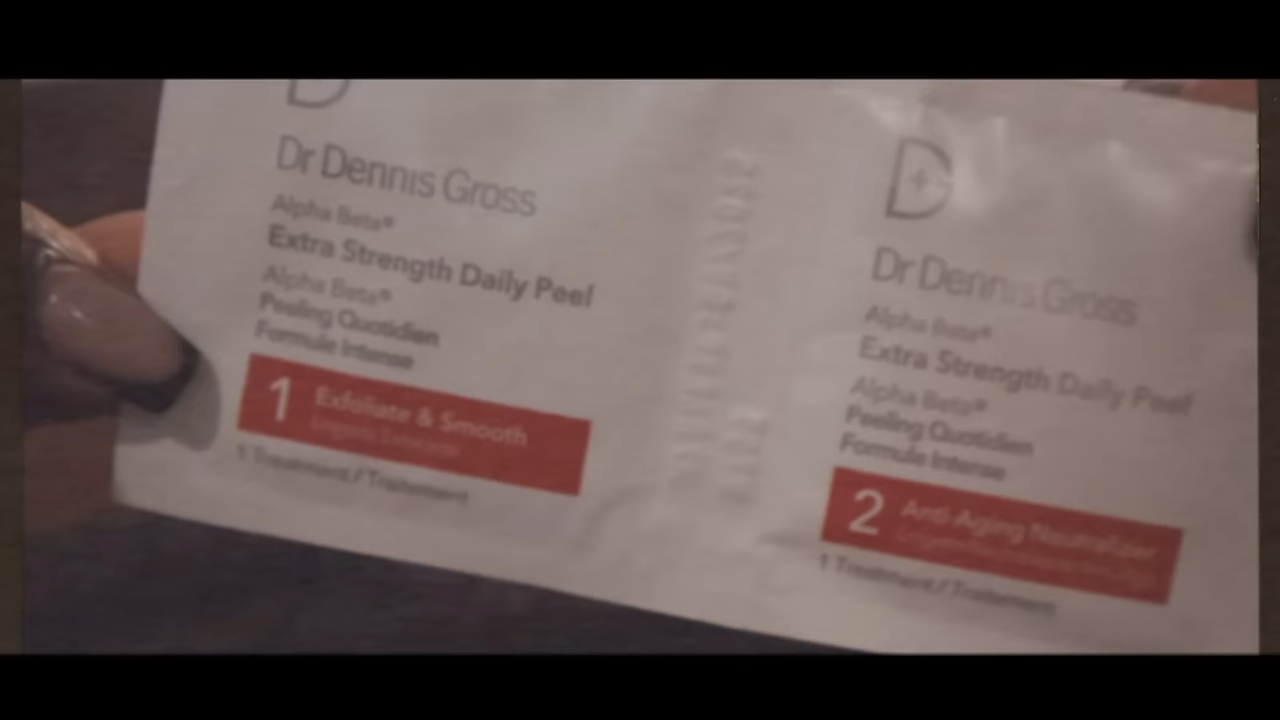 D
Dr Dennis Gross
Alpha Beta®
Extra Strength Daily Peel
Alpha Beta®
Peeling Quotidien
Formule Intense
1 Exfoliate & Smooth
1 Treatment / Traitement
D
Dr Dennis Gross
Alpha Beta®
Extra Strength Daily Peel
Alpha Beta®
Peeling Quotidien
Formule Intense
2 Anti-Aging Neutralizer
1 Treatment / Traitement